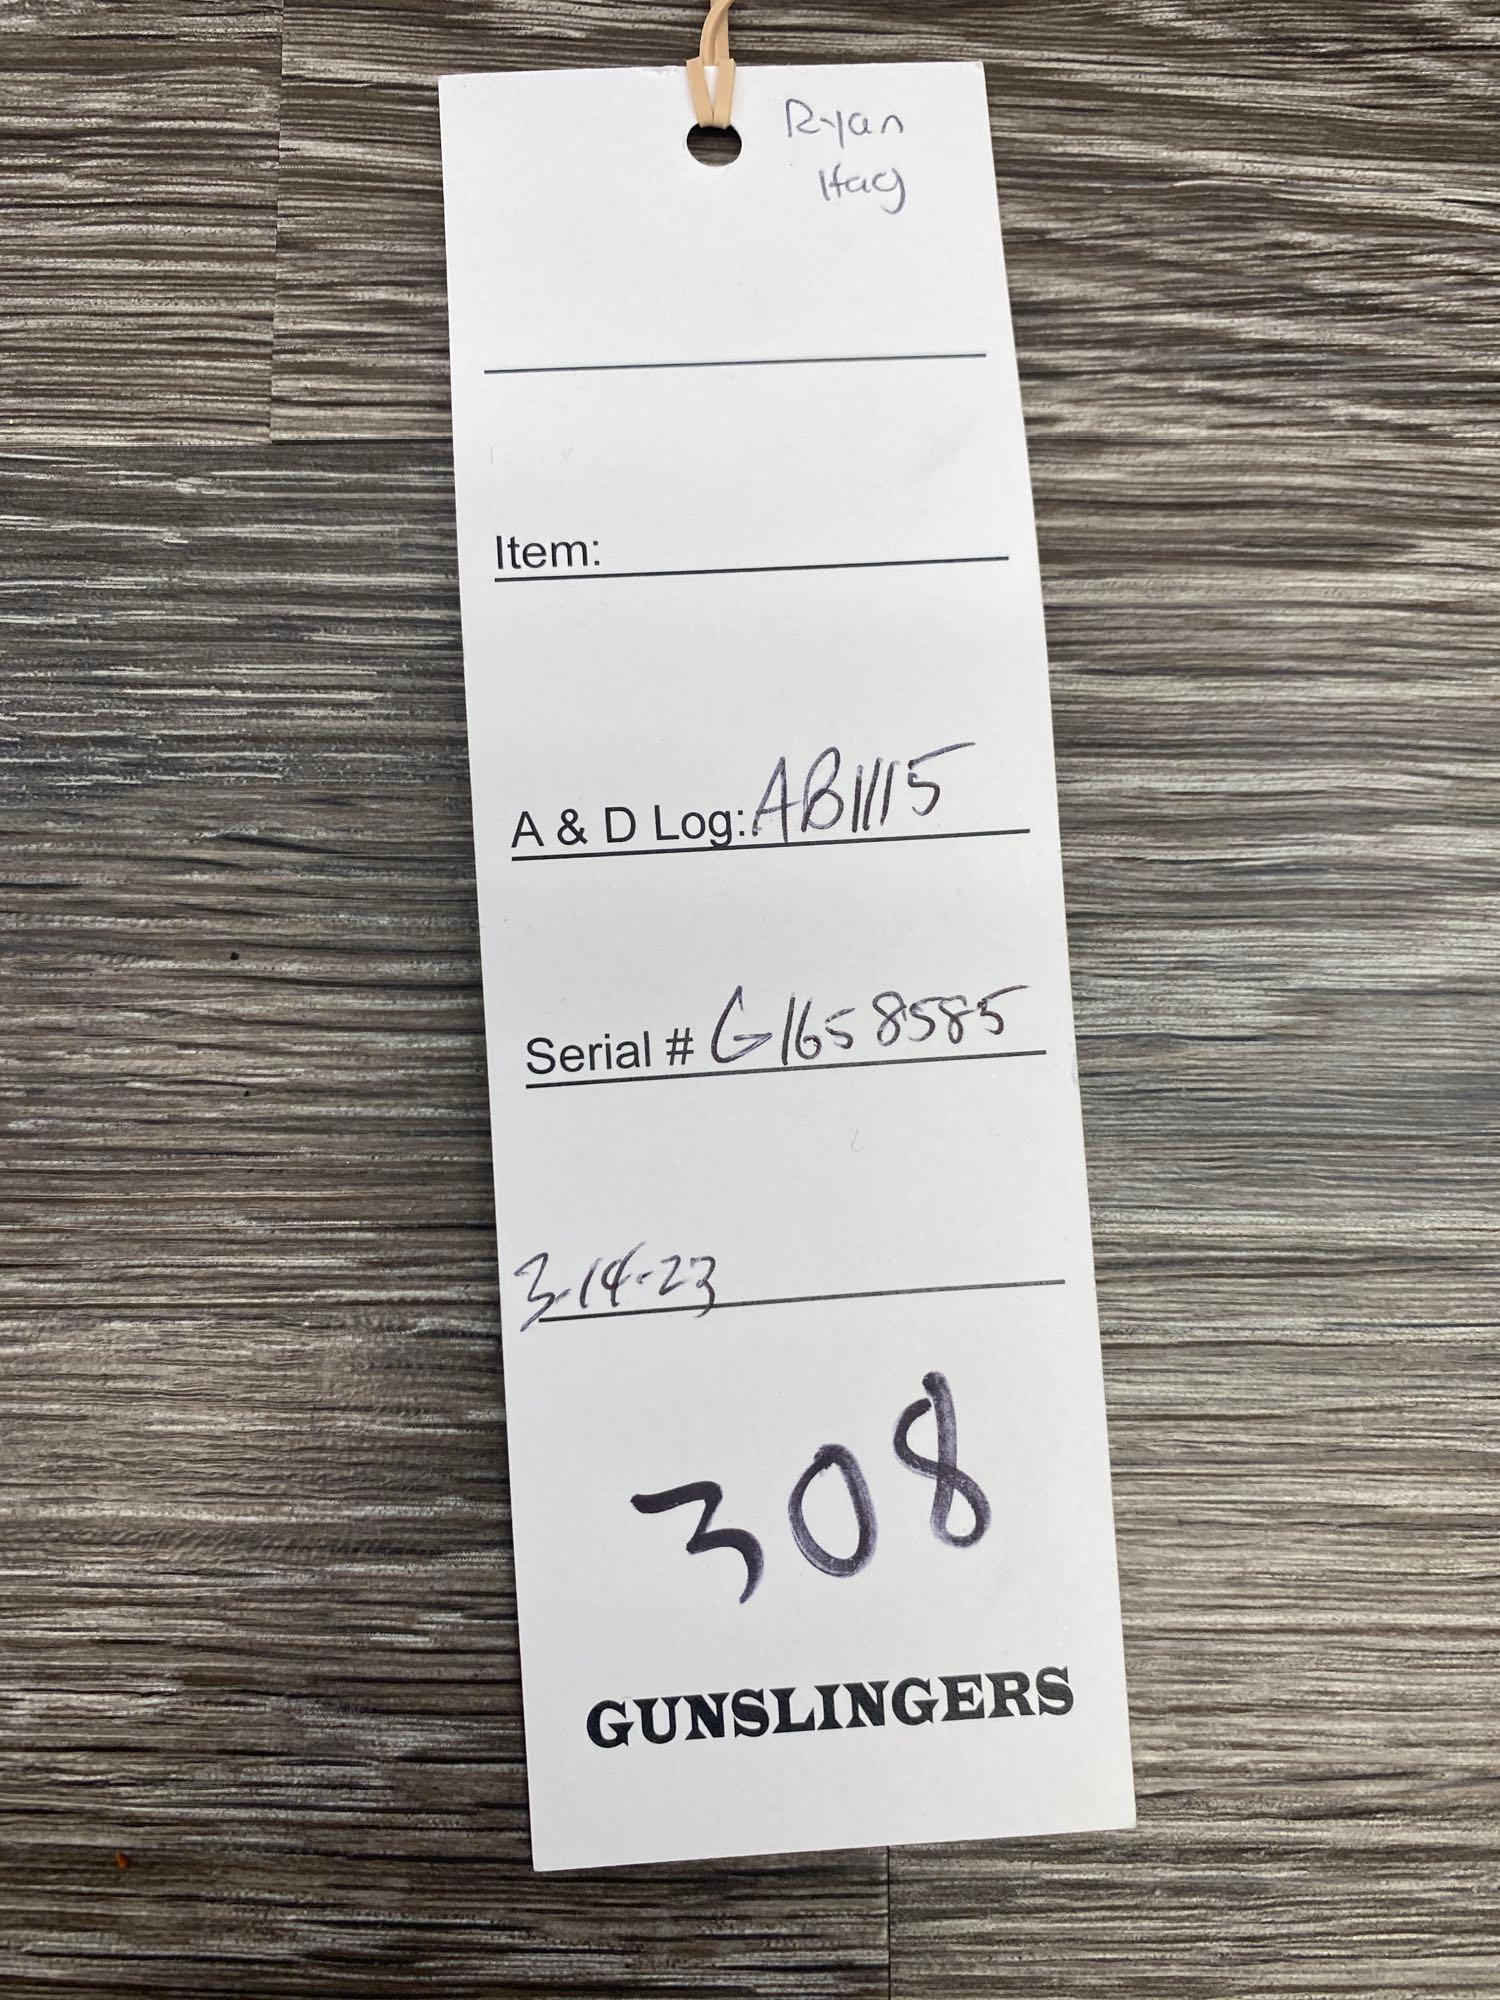 Ryan
Hag
Item:
A & D Log: AB1115
Serial # G1658585
3-14-23
308
GUNSLINGERS